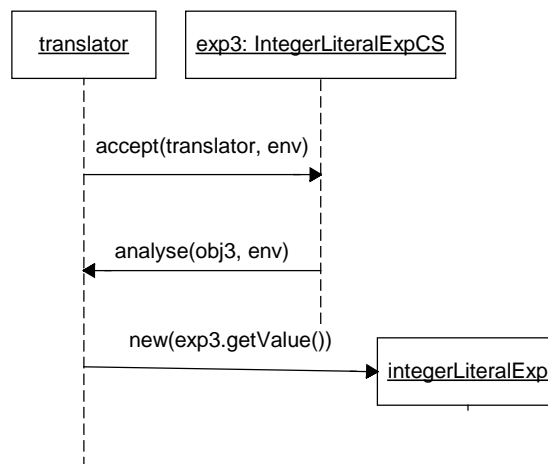 translator
exp3: IntegerLiteralExpCS
accept(translator, env)
analyse(obj3, env)
new(exp3.getValue())
integerLiteralExp